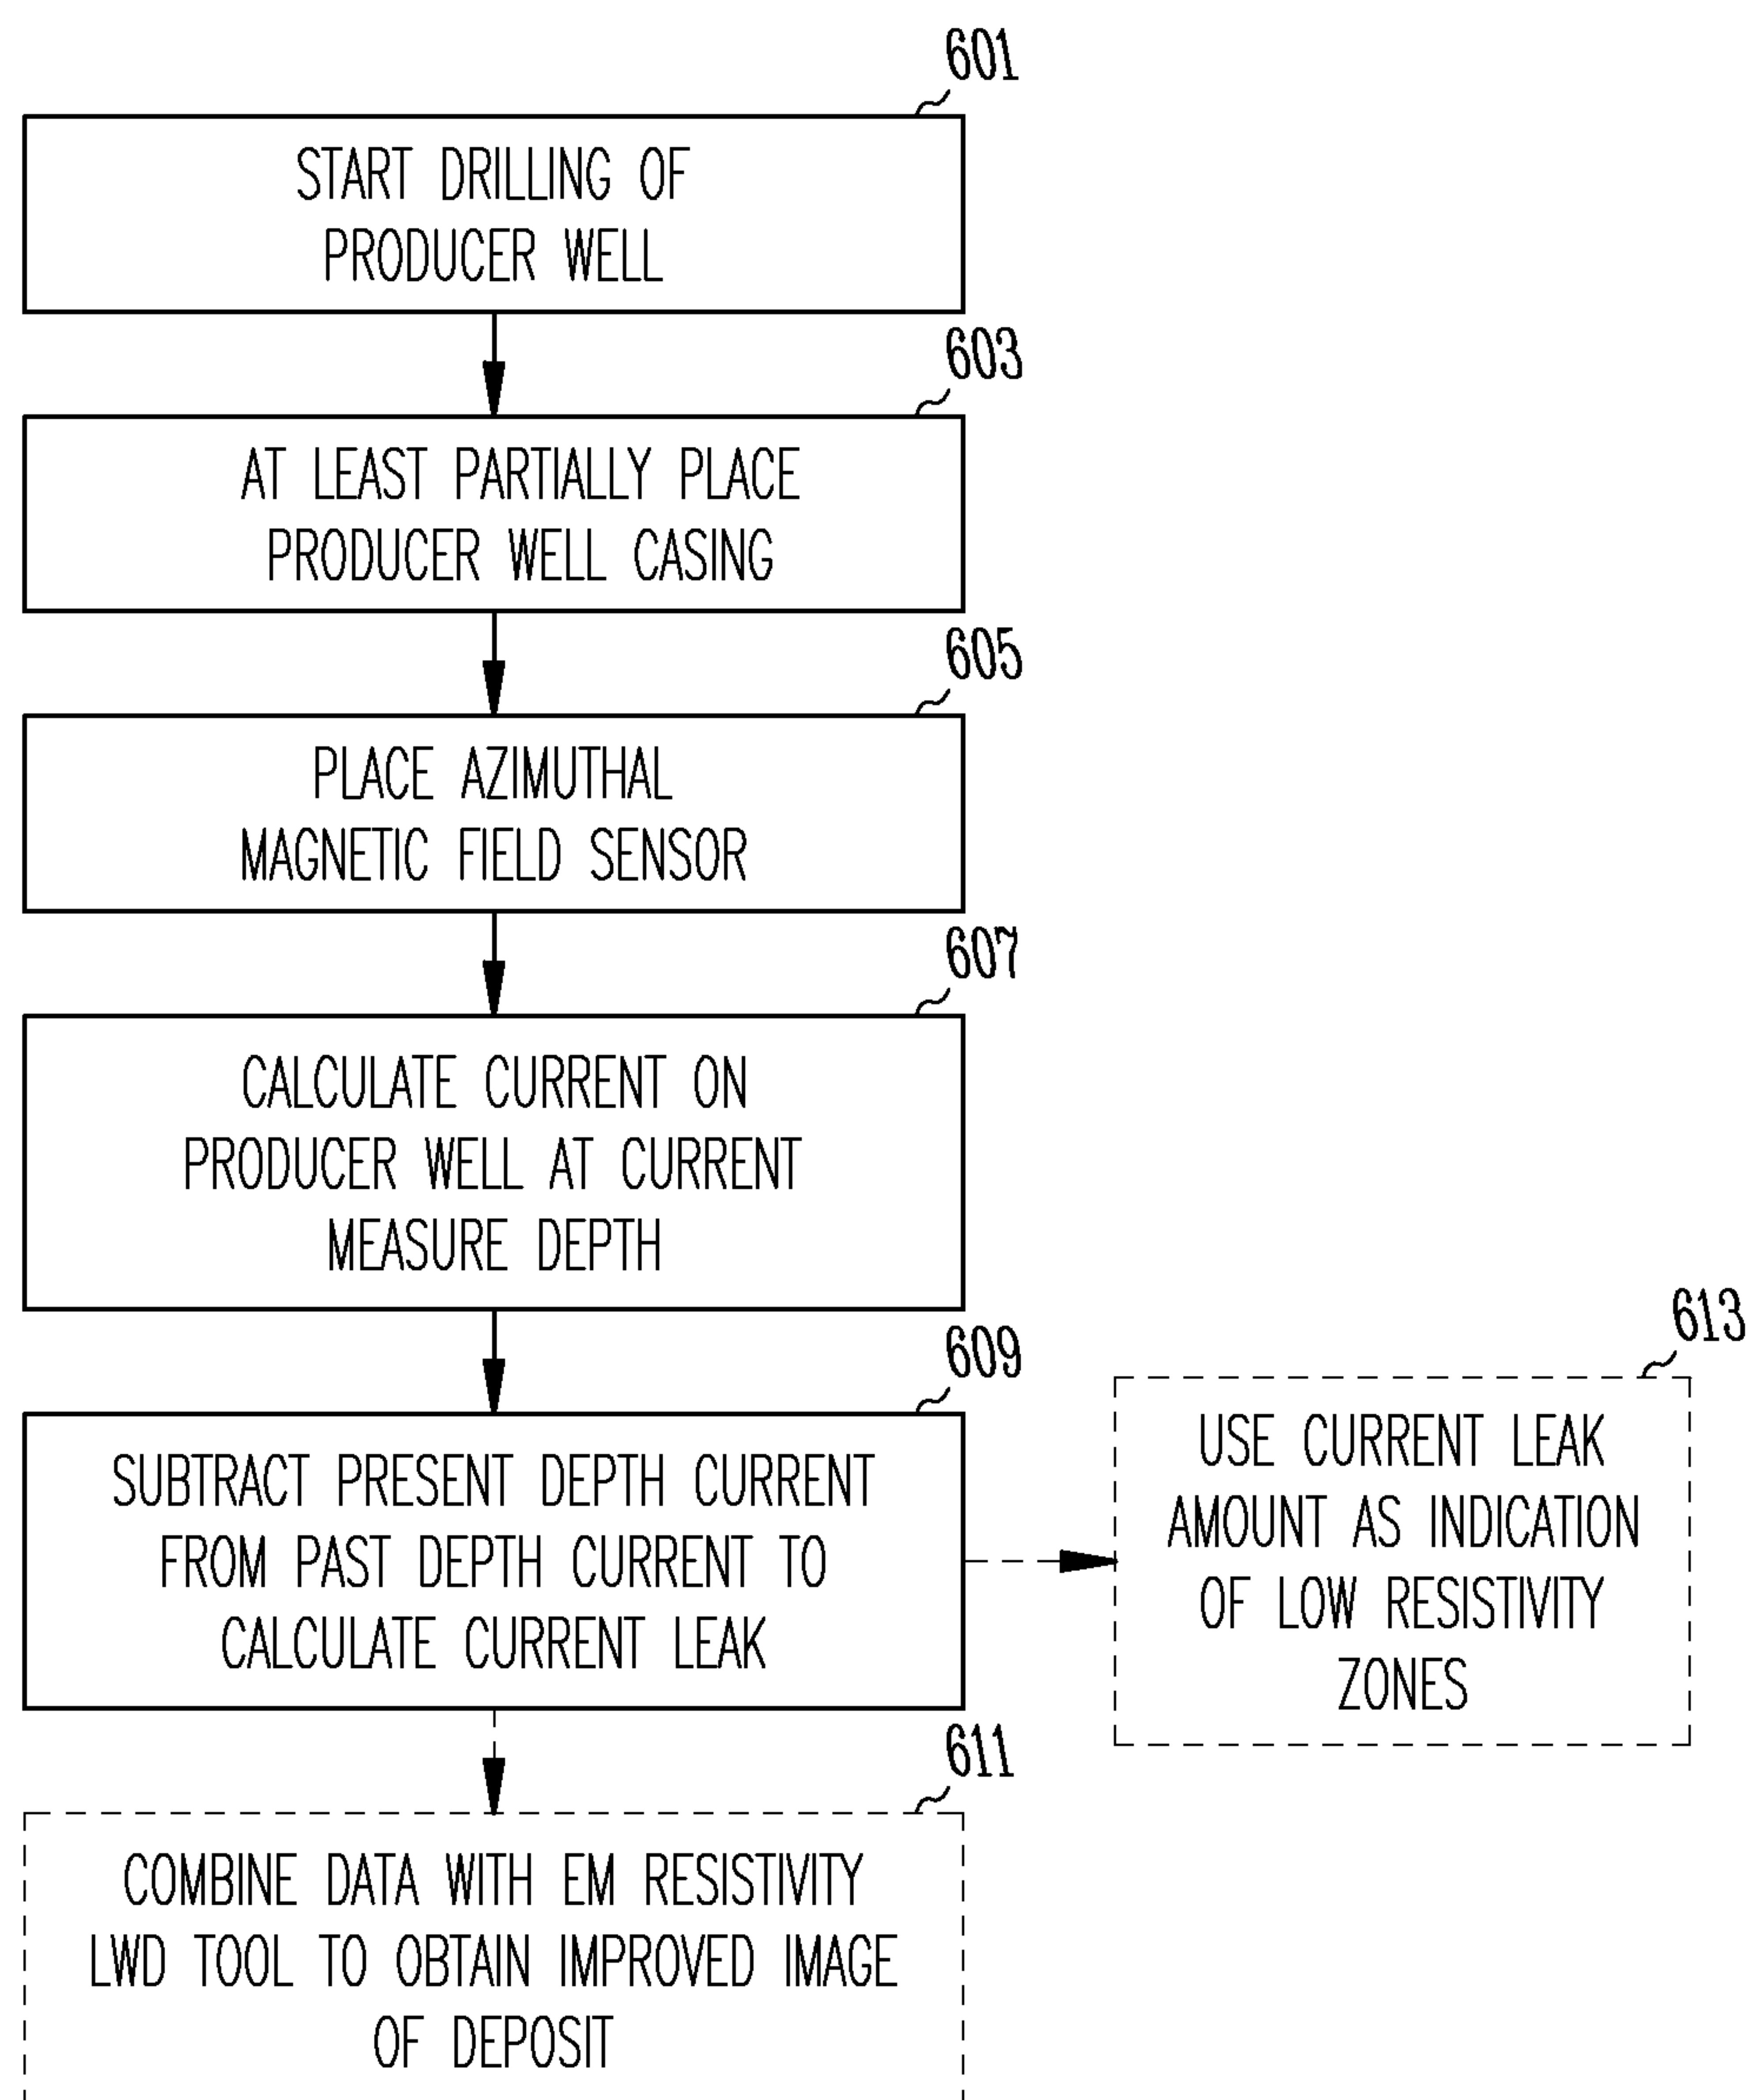 601
START DRILLING OF
PRODUCER WELL
603
AT LEAST PARTIALLY PLACE
PRODUCER WELL CASING
605
PLACE AZIMUTHAL
MAGNETIC FIELD SENSOR
607
CALCULATE CURRENT ON
PRODUCER WELL AT CURRENT
MEASURE DEPTH
609
SUBTRACT PRESENT DEPTH CURRENT
FROM PAST DEPTH CURRENT TO
CALCULATE CURRENT LEAK
613
USE CURRENT LEAK
AMOUNT AS INDICATION
OF LOW RESISTIVITY
ZONES
611
COMBINE DATA WITH EM RESISTIVITY
LWD TOOL TO OBTAIN IMPROVED IMAGE
OF DEPOSIT